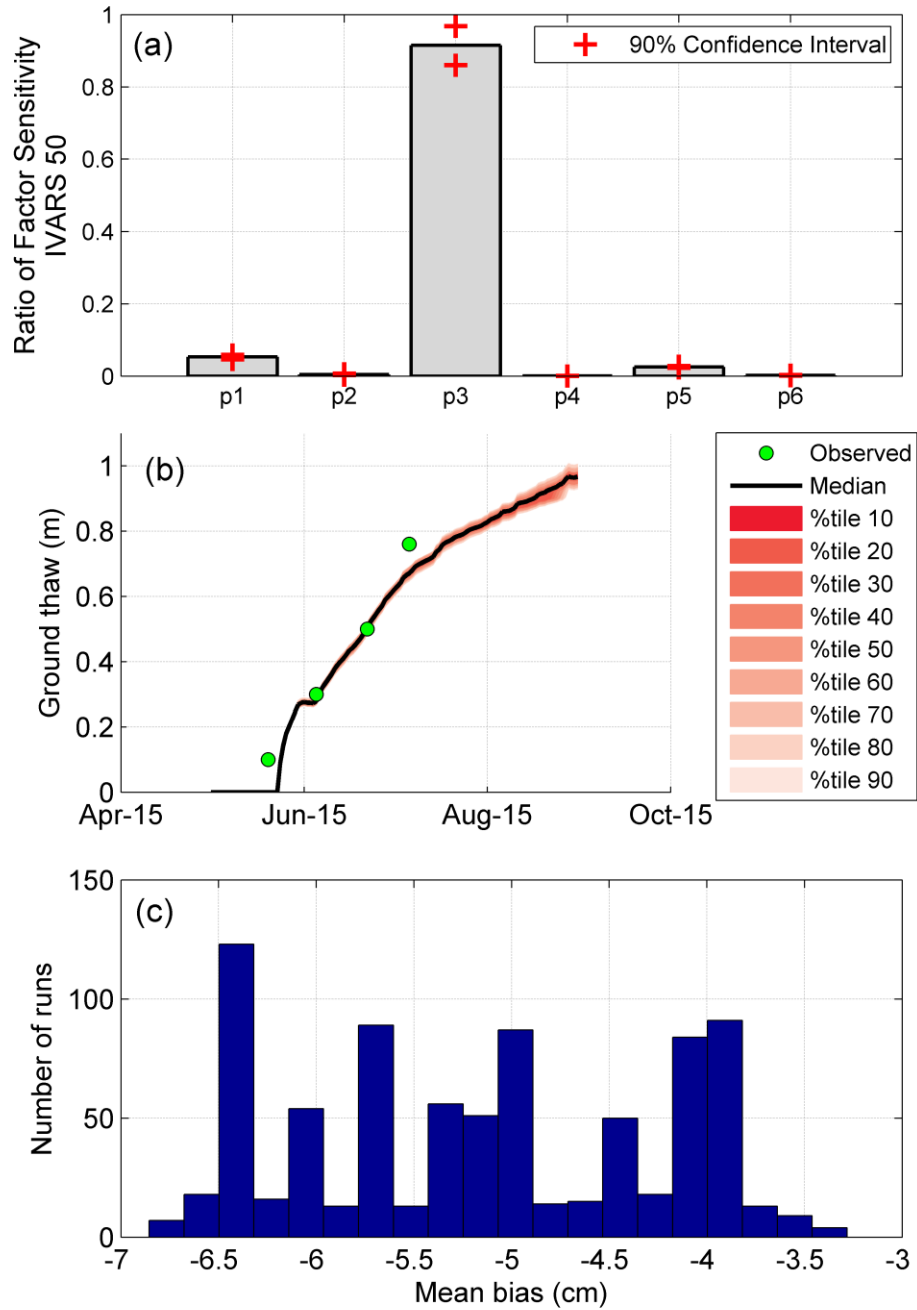 (a)
90% Confidence Interval
Ratio of Factor Sensitivity
IVARS 50
1
0.8
0.6
0.4
0.2
0
p1 p2 p3 p4 p5 p6
(b)
Ground thaw (m)
1
0.8
0.6
0.4
0.2
0
Apr-15 Jun-15 Aug-15 Oct-15
Observed
Median
%tile 10
%tile 20
%tile 30
%tile 40
%tile 50
%tile 60
%tile 70
%tile 80
%tile 90
(c)
Number of runs
150
100
50
0
-7 -6.5 -6 -5.5 -5 -4.5 -4 -3.5 -3
Mean bias (cm)